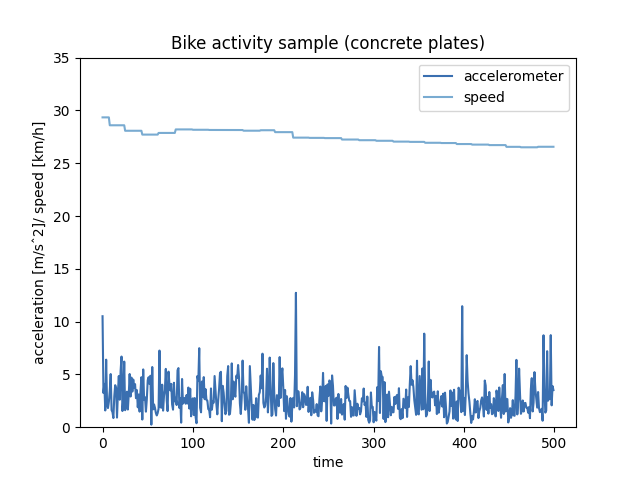 Bike activity sample (concrete plates)
accelerometer
speed
acceleration [m/sˆ2]/ speed [km/h]
35
30
25
20
15
10
5
0
0 100 200 300 400 500
time